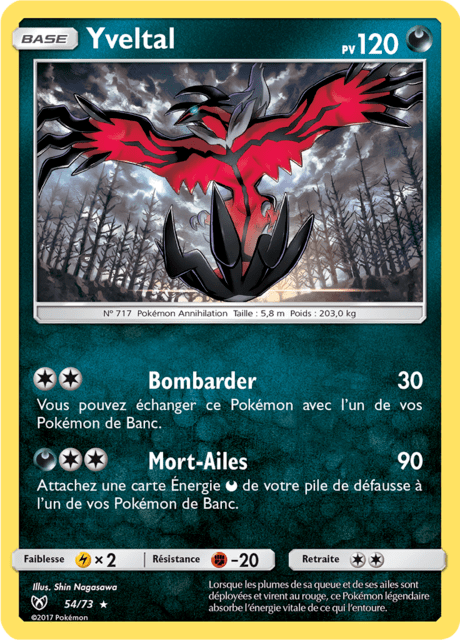 BASE Yveltal PV120
N° 717 Pokémon Annihilation Taille : 5,8 m Poids : 203,0 kg
Bombarder 30
Vous pouvez échanger ce Pokémon avec l'un de vos
Pokémon de Banc.
Mort-Ailes 90
Attachez une carte Énergie de votre pile de défausse à
l'un de vos Pokémon de Banc.
Faiblesse ×2 Résistance -20 Retraite
Illus. Shin Nagasawa
54/73 ★
©2017 Pokémon
Lorsque les plumes de sa queue et de ses ailes sont
déployées et virent au rouge, ce Pokémon légendaire
absorbe l'énergie vitale de ce qui l'entoure.